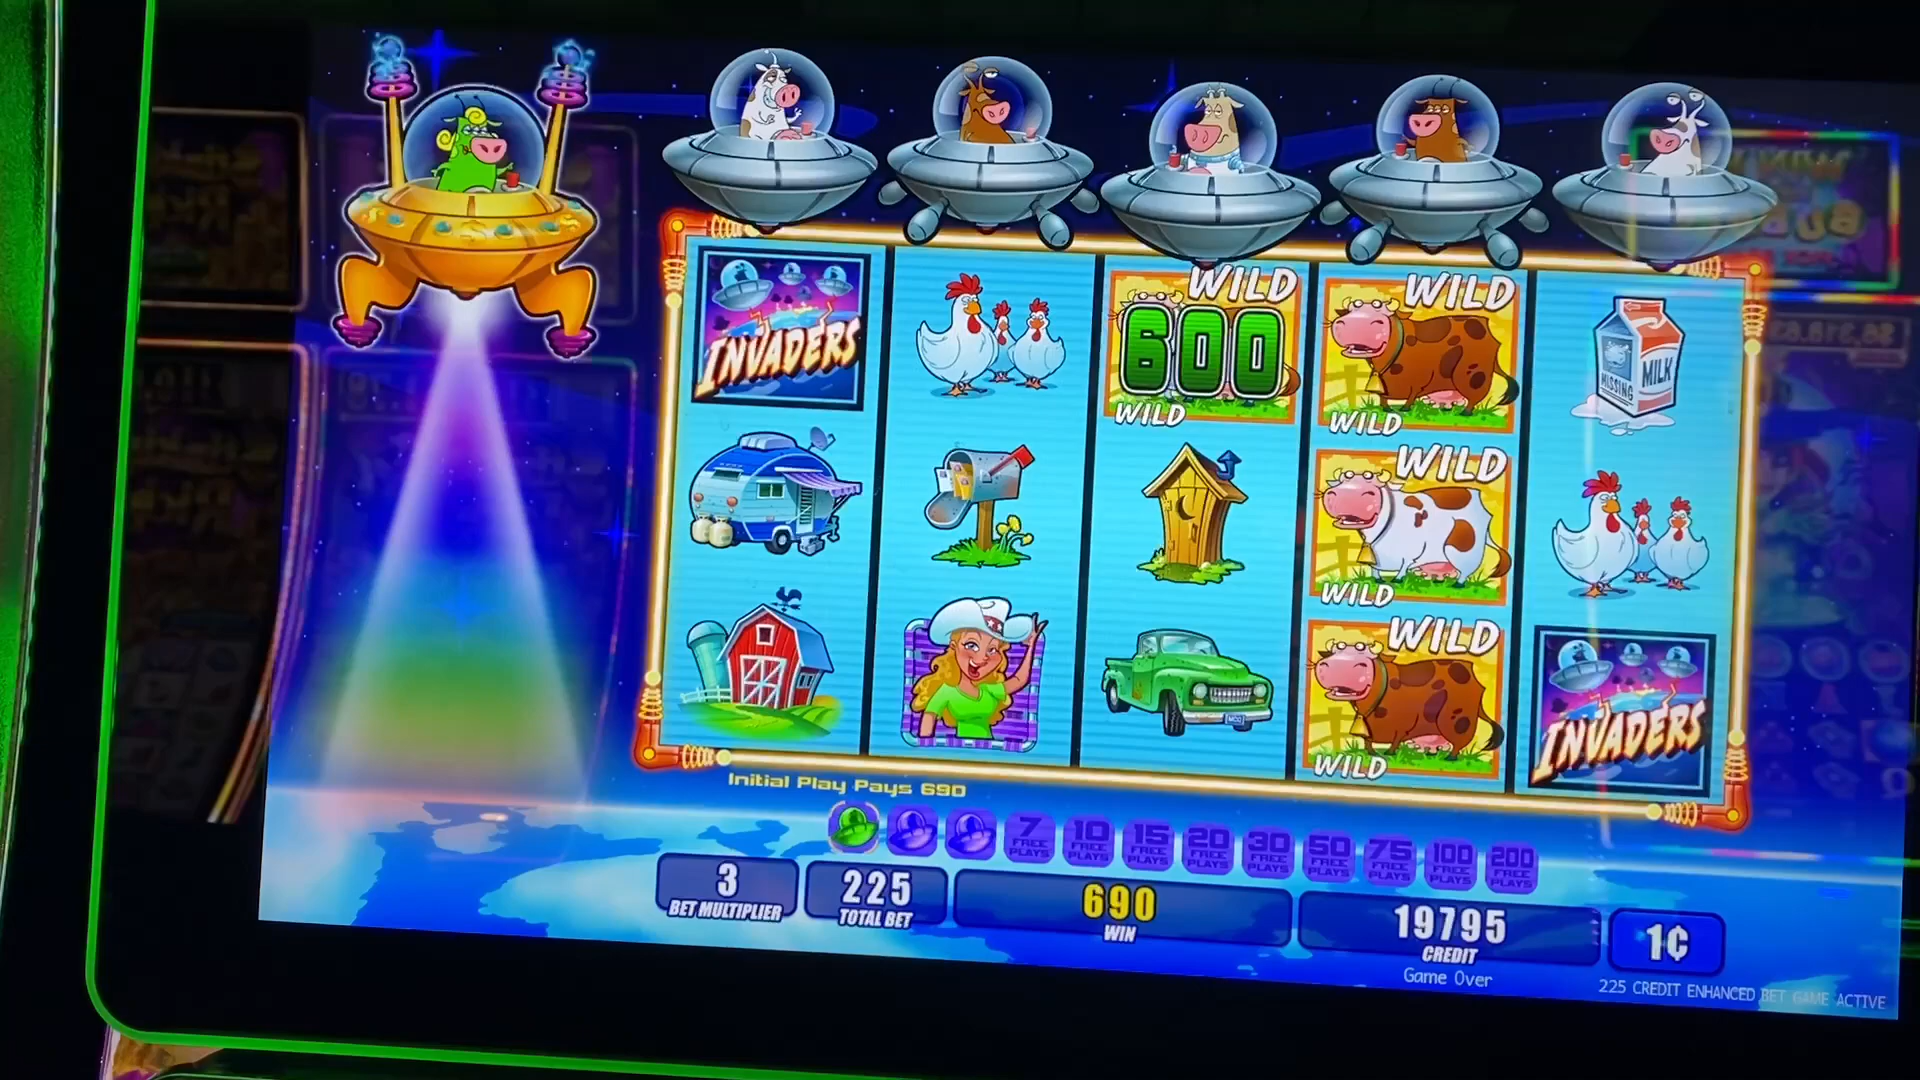 INVADERS
WILD
600
WILD
WILD
WILD
MISSING
MILK
WILD
WILD
WILD
WILD
INVADERS
Initial Play Pays 690
7 FREE PLAYS
10 FREE PLAYS
15 FREE PLAYS
20 FREE PLAYS
30 FREE PLAYS
50 FREE PLAYS
75 FREE PLAYS
100 FREE PLAYS
200 FREE PLAYS
3
BET MULTIPLIER
225
TOTAL BET
690
WIN
19795
CREDIT
1¢
Game Over
225 CREDIT ENHANCED BET GAME ACTIVE